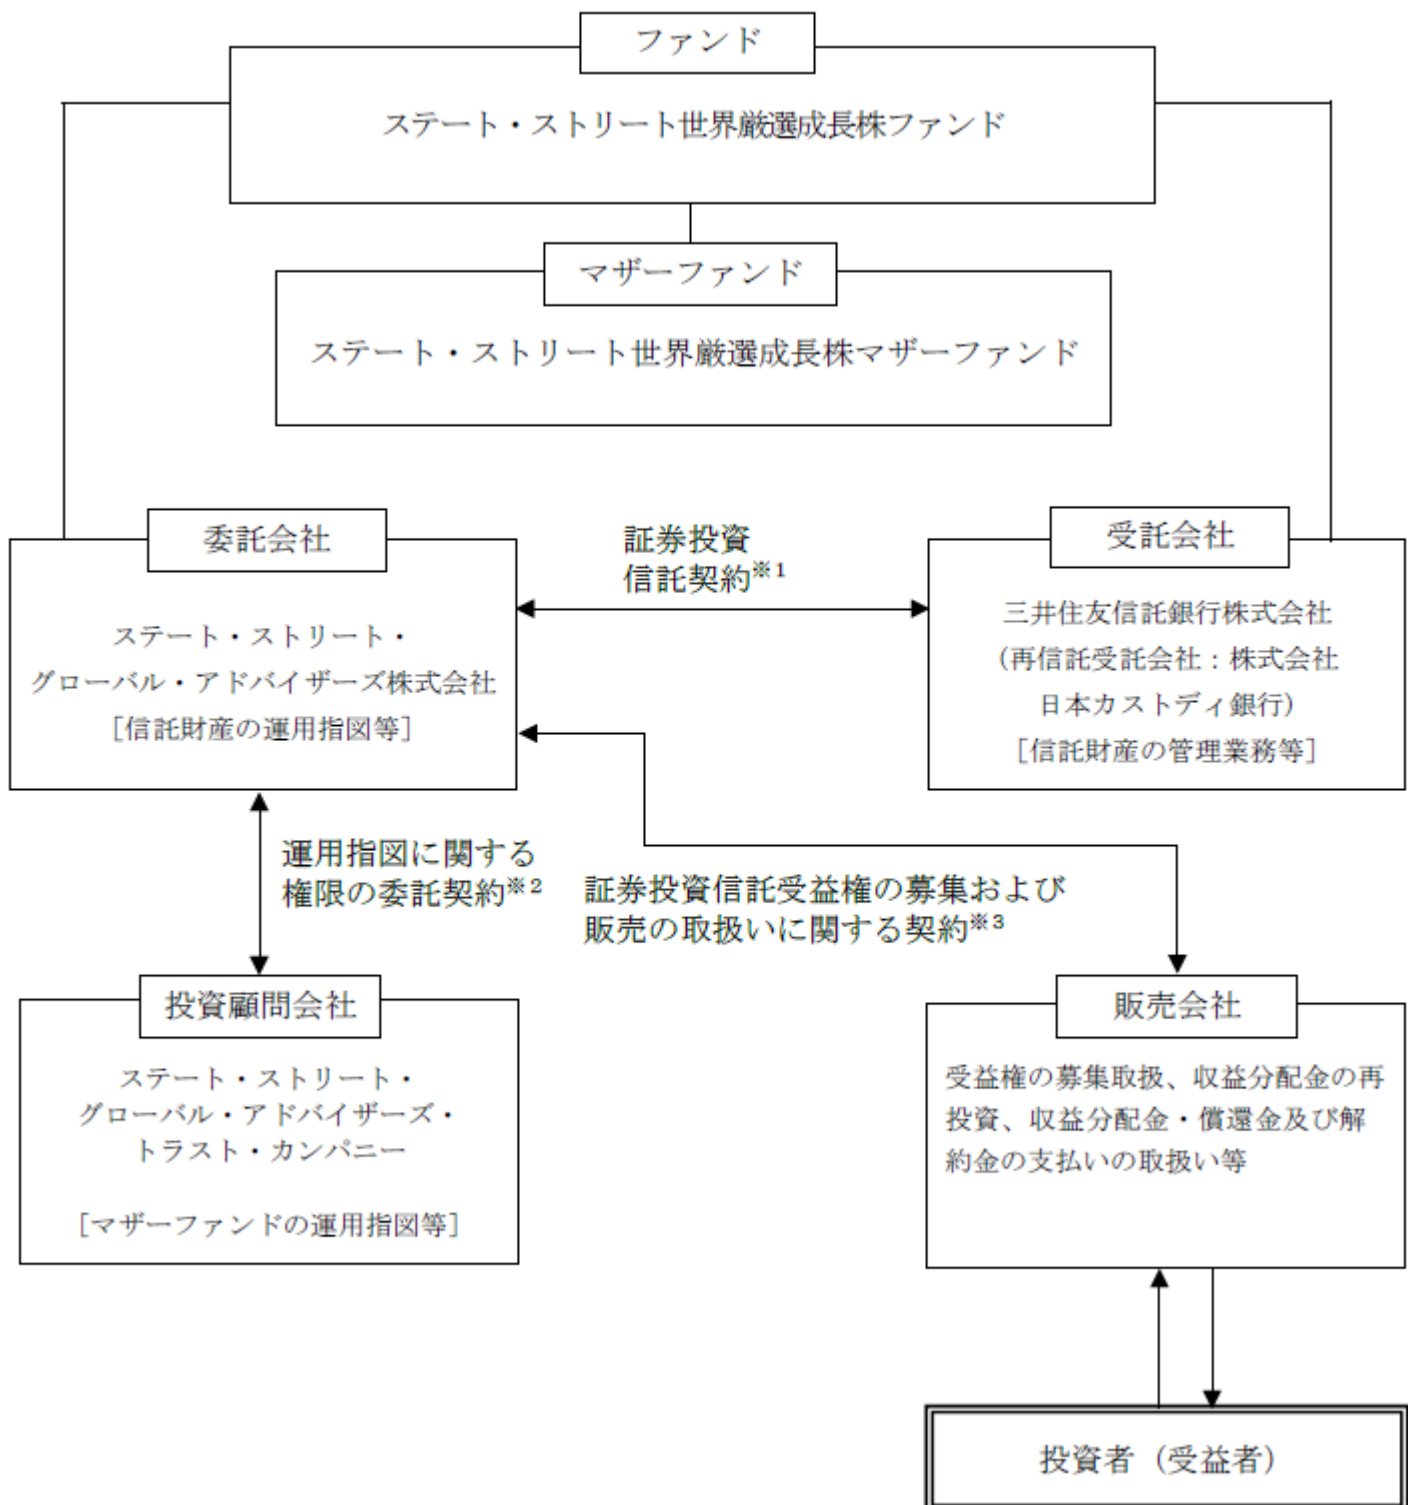 ファンド
ステート・ストリート世界厳選成長株ファンド
マザーファンド
ステート・ストリート世界厳選成長株マザーファンド
委託会社
ステート・ストリート・
グローバル・アドバイザーズ株式会社
[信託財産の運用指図等]
証券投資
信託契約※1
受託会社
三井住友信託銀行株式会社
(再信託受託会社：株式会社
日本カストディ銀行)
[信託財産の管理業務等]
運用指図に関する
権限の委託契約※2
証券投資信託受益権の募集および
販売の取扱いに関する契約※3
投資顧問会社
ステート・ストリート・
グローバル・アドバイザーズ・
トラスト・カンパニー
[マザーファンドの運用指図等]
販売会社
受益権の募集取扱、収益分配金の再
投資、収益分配金・償還金及び解
約金の支払いの取扱い等
投資者（受益者）